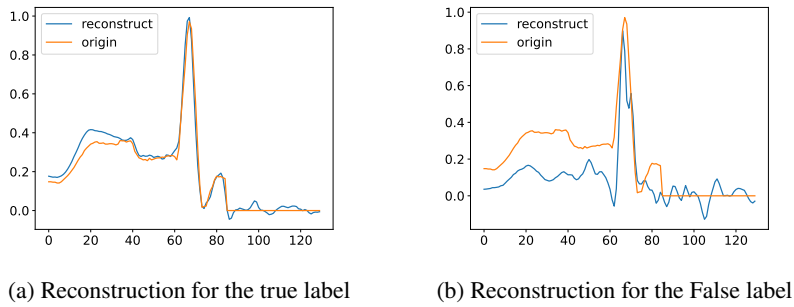 reconstruct
origin
1.0
0.8
0.6
0.4
0.2
0.0
0 20 40 60 80 100 120
(a) Reconstruction for the true label
reconstruct
origin
1.0
0.8
0.6
0.4
0.2
0.0
0 20 40 60 80 100 120
(b) Reconstruction for the False label